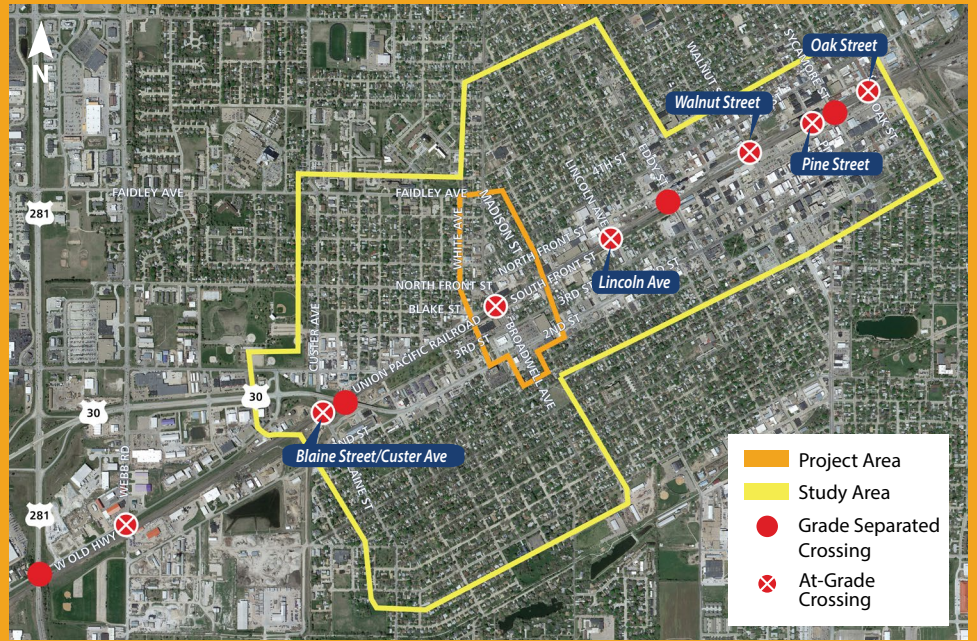 N
281
FAIDLEY AVE
FAIDLEY AVE
WHITE AVE
MADISON ST
LINCOLN AVE
4TH ST
EDDY ST
WALNUT
SYCAMORE ST
OAK ST
Oak Street
Walnut Street
Pine Street
Lincoln Ave
NORTH FRONT ST
SOUTH FRONT ST
NORTH FRONT ST
BLAKE ST
3RD ST
3RD ST
2ND ST
BROADWELL AVE
UNION PACIFIC RAILROAD
CUSTER AVE
30
30
2ND ST
BLAINE ST
Blaine Street/Custer Ave
WEBB RD
281
W OLD HWY
Project Area
Study Area
Grade Separated
Crossing
At-Grade
Crossing